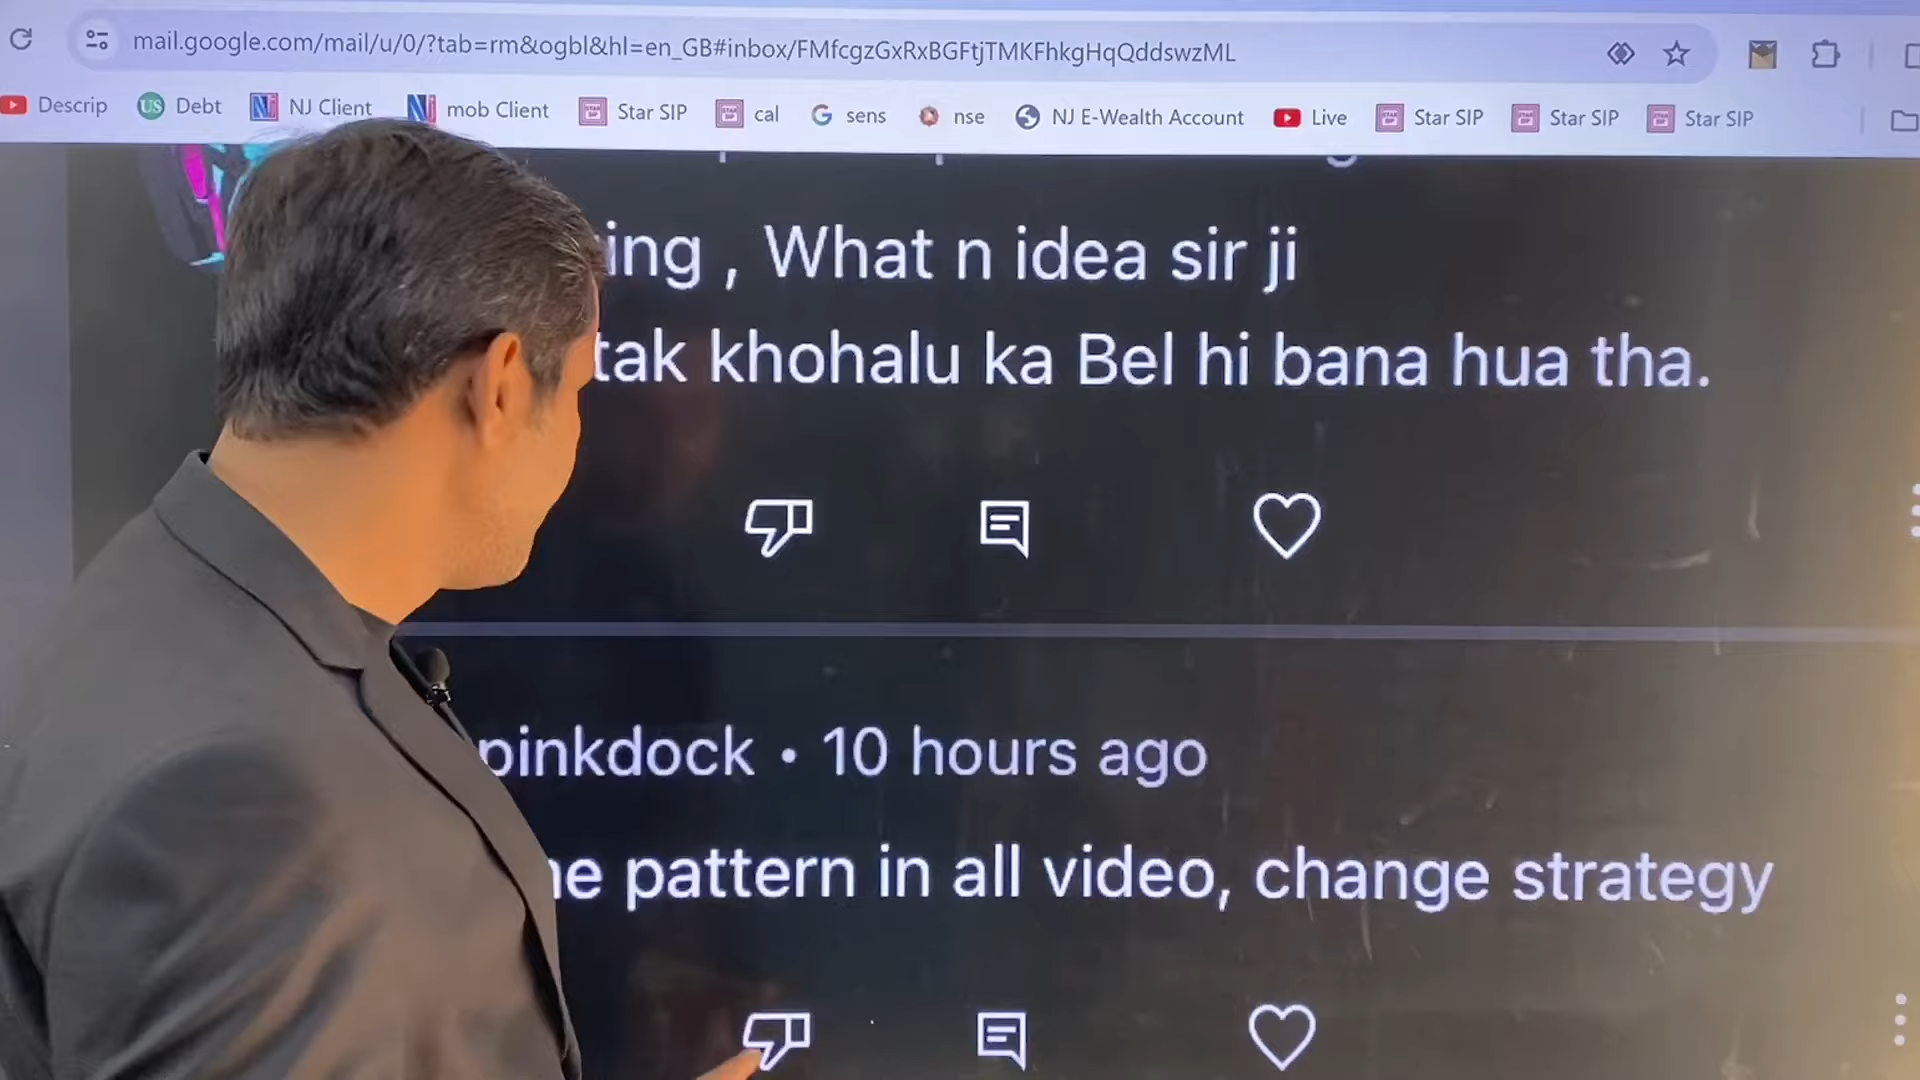 mail.google.com/mail/u/0/?tab=rm&ogbl&hl=en_GB#inbox/FMfcgzGxRxBGFtjTMKFhkgHqQddswzML
Descrip US Debt NJ Client mob Client Star SIP cal sens nse NJ E-Wealth Account Live Star SIP Star SIP Star SIP
What n idea sir ji
tak khohalu ka Bel hi bana hua tha.
pinkdock • 10 hours ago
pattern in all video, change strategy